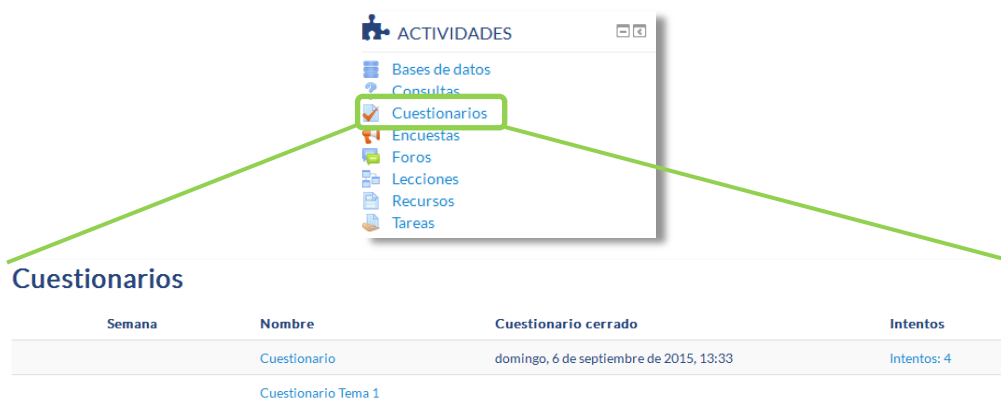 ACTIVIDADES
Bases de datos
Consultas
Cuestionarios
Encuestas
Foros
Lecciones
Recursos
Tareas
Cuestionarios
Semana Nombre Cuestionario cerrado Intentos
Cuestionario domingo, 6 de septiembre de 2015, 13:33 Intentos: 4
Cuestionario Tema 1